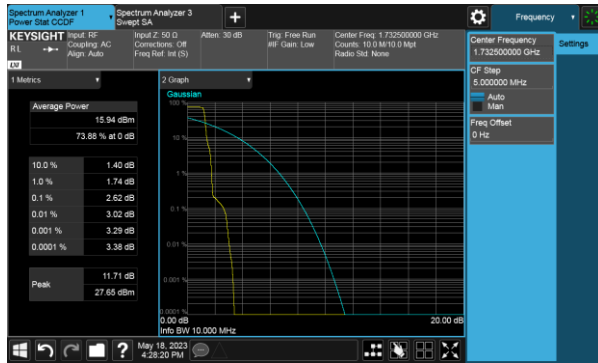 Spectrum Analyzer 1
Power Stat CCDF
Spectrum Analyzer 3
Swept SA
+
Frequency
KEYSIGHT
RL
LXI
Input: RF
Coupling: AC
Align: Auto
Input Z: 50 Ω
Corrections: Off
Freq Ref: Int (S)
Atten: 30 dB
Trig: Free Run
#IF Gain: Low
Center Freq: 1.732500000 GHz
Counts: 10.0 M/10.0 Mpt
Radio Std: None
Center Frequency
1.732500000 GHz
Settings
CF Step
5.000000 MHz
Auto
Man
Freq Offset
0 Hz
1 Metrics
Average Power
15.94 dBm
73.88 % at 0 dB
10.0 % 1.40 dB
1.0 % 1.74 dB
0.1 % 2.62 dB
0.01 % 3.02 dB
0.001 % 3.29 dB
0.0001 % 3.38 dB
Peak
11.71 dB
27.65 dBm
2 Graph
Gaussian
100 %
10 %
1 %
0.1 %
0.01 %
0.001 %
0.0001 %
0.00 dB
20.00 dB
Info BW 10.000 MHz
?
May 18, 2023
4:28:20 PM